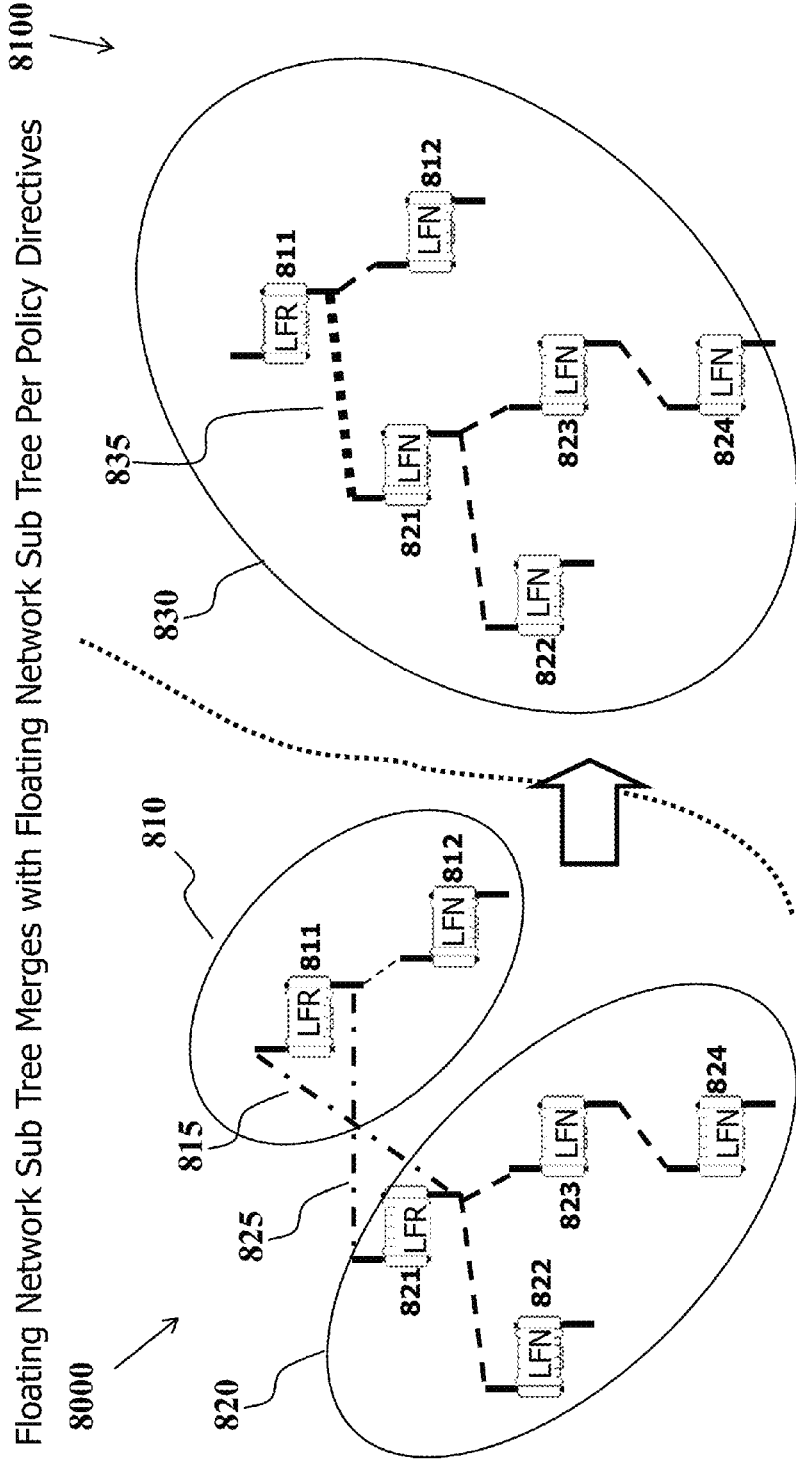 Floating Network Sub Tree Merges with Floating Network Sub Tree Per Policy Directives
8000
8100
810
811
LFR
812
LFN
815
825
820
821
LFR
822
LFN
823
LFN
824
LFN
830
835
811
LFR
812
LFN
821
LFN
822
LFN
823
LFN
824
LFN